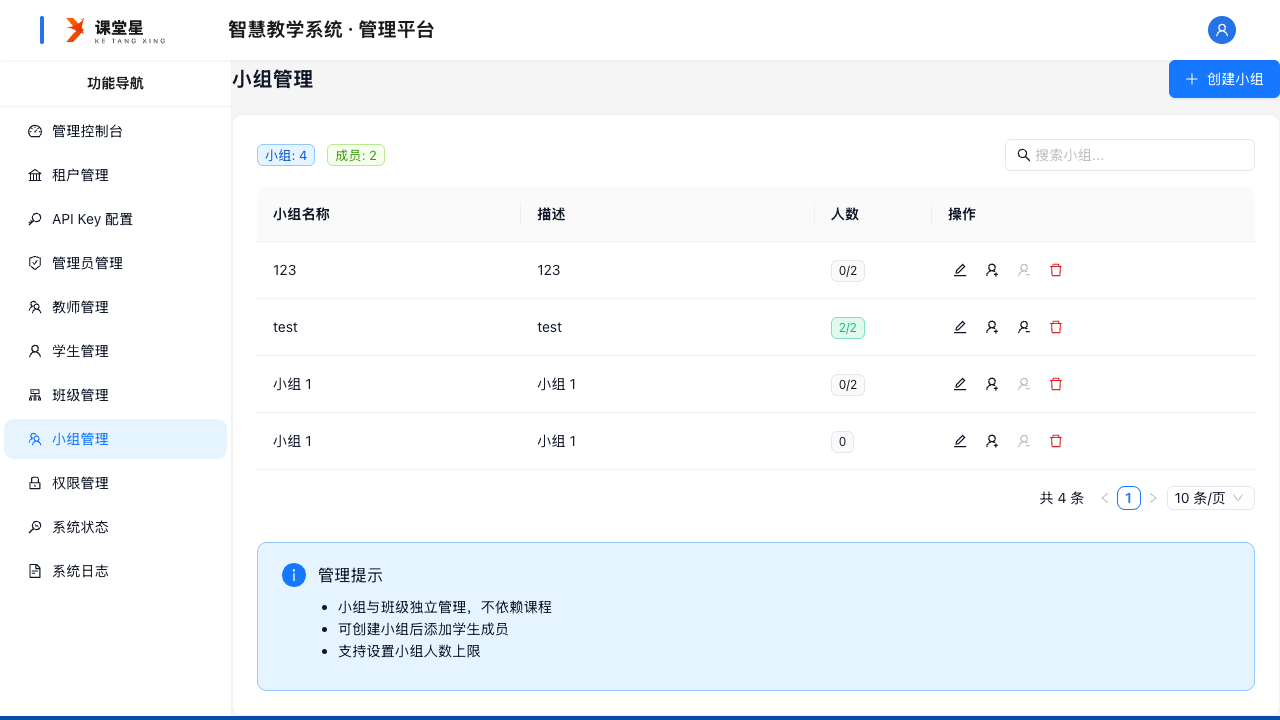 课堂星
KE TANG XING
智慧教学系统 · 管理平台
功能导航
管理控制台
租户管理
API Key 配置
管理员管理
教师管理
学生管理
班级管理
小组管理
权限管理
系统状态
系统日志
小组管理
创建小组
小组: 4 成员: 2
搜索小组...
小组名称 描述 人数 操作
123 123 0/2
test test 2/2
小组 1 小组 1 0/2
小组 1 小组 1 0
共 4 条 1 10 条/页
管理提示
小组与班级独立管理，不依赖课程
可创建小组后添加学生成员
支持设置小组人数上限